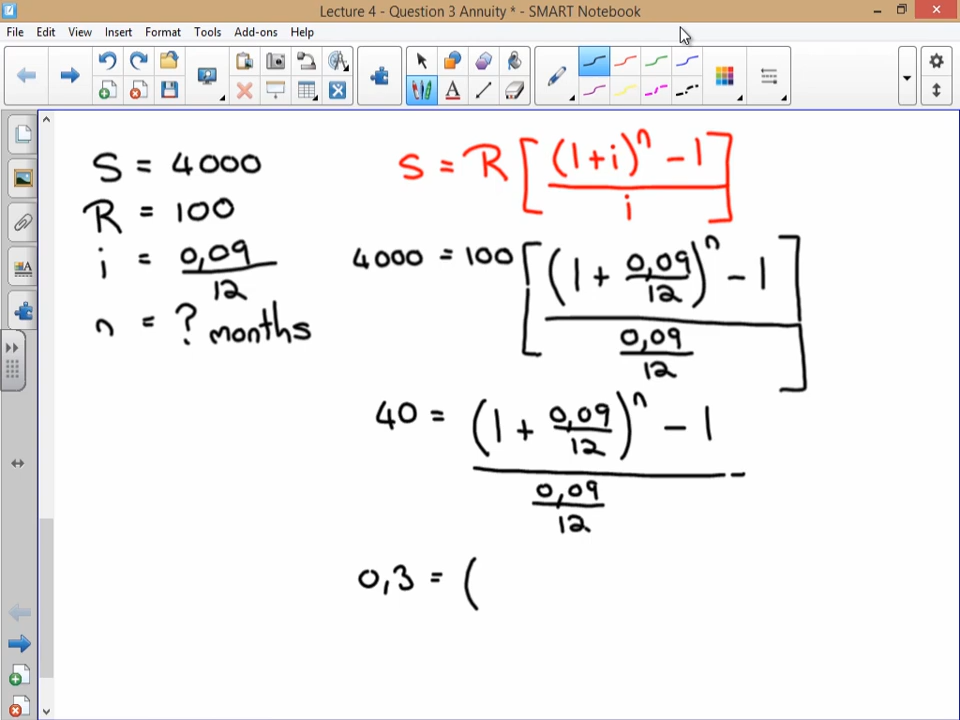 Lecture 4 - Question 3 Annuity * - SMART Notebook
File Edit View Insert Format Tools Add-ons Help
S = 4000
R = 100
i = 0,09/12
n = ? months
S = R [ ((1+i)^n - 1) / i ]
4000 = 100 [ ((1 + 0,09/12)^n - 1) / (0,09/12) ]
40 = ((1 + 0,09/12)^n - 1) / (0,09/12)
0,3 = (